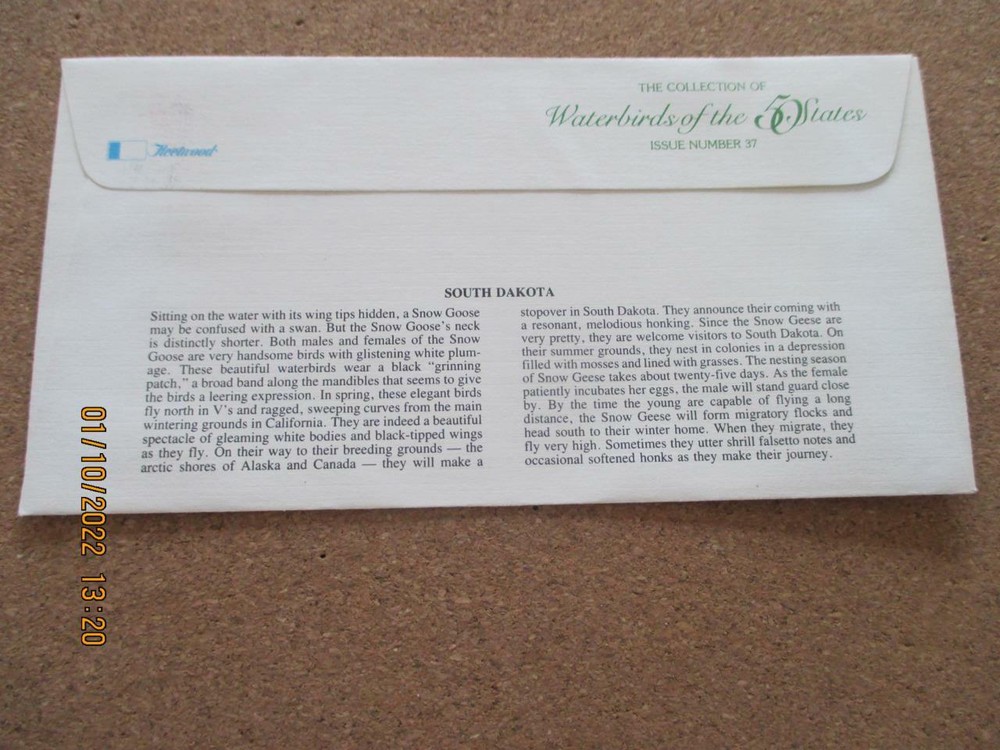 THE COLLECTION OF
Waterbirds of the 50 States
ISSUE NUMBER 37
Fleetwood
SOUTH DAKOTA
Sitting on the water with its wing tips hidden, a Snow Goose
may be confused with a swan. But the Snow Goose's neck
is distinctly shorter. Both males and females of the Snow
Goose are very handsome birds with glistening white plum-
age. These beautiful waterbirds wear a black "grinning
patch," a broad band along the mandibles that seems to give
the birds a leering expression. In spring, these elegant birds
fly north in V's and ragged, sweeping curves from the main
wintering grounds in California. They are indeed a beautiful
spectacle of gleaming white bodies and black-tipped wings
as they fly. On their way to their breeding grounds — the
arctic shores of Alaska and Canada — they will make a
stopover in South Dakota. They announce their coming with
a resonant, melodious honking. Since the Snow Geese are
very pretty, they are welcome visitors to South Dakota. On
their summer grounds, they nest in colonies in a depression
filled with mosses and lined with grasses. The nesting season
of Snow Geese takes about twenty-five days. As the female
patiently incubates her eggs, the male will stand guard close
by. By the time the young are capable of flying a long
distance, the Snow Geese will form migratory flocks and
head south to their winter home. When they migrate, they
fly very high. Sometimes they utter shrill falsetto notes and
occasional softened honks as they make their journey.
01/10/2022 13:20